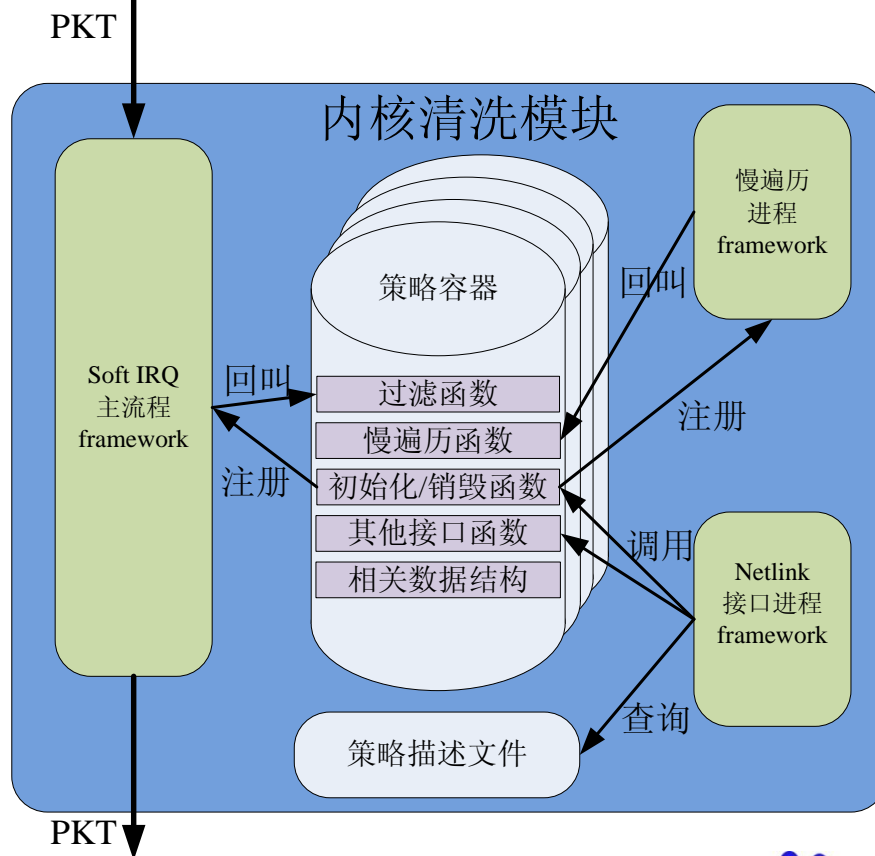 PKT
内核清洗模块
慢遍历
进程
framework
策略容器
回叫
Soft IRQ
主流程
framework
回叫
过滤函数
慢遍历函数
注册
注册
初始化/销毁函数
其他接口函数
调用
相关数据结构
Netlink
接口进程
framework
查询
策略描述文件
PKT